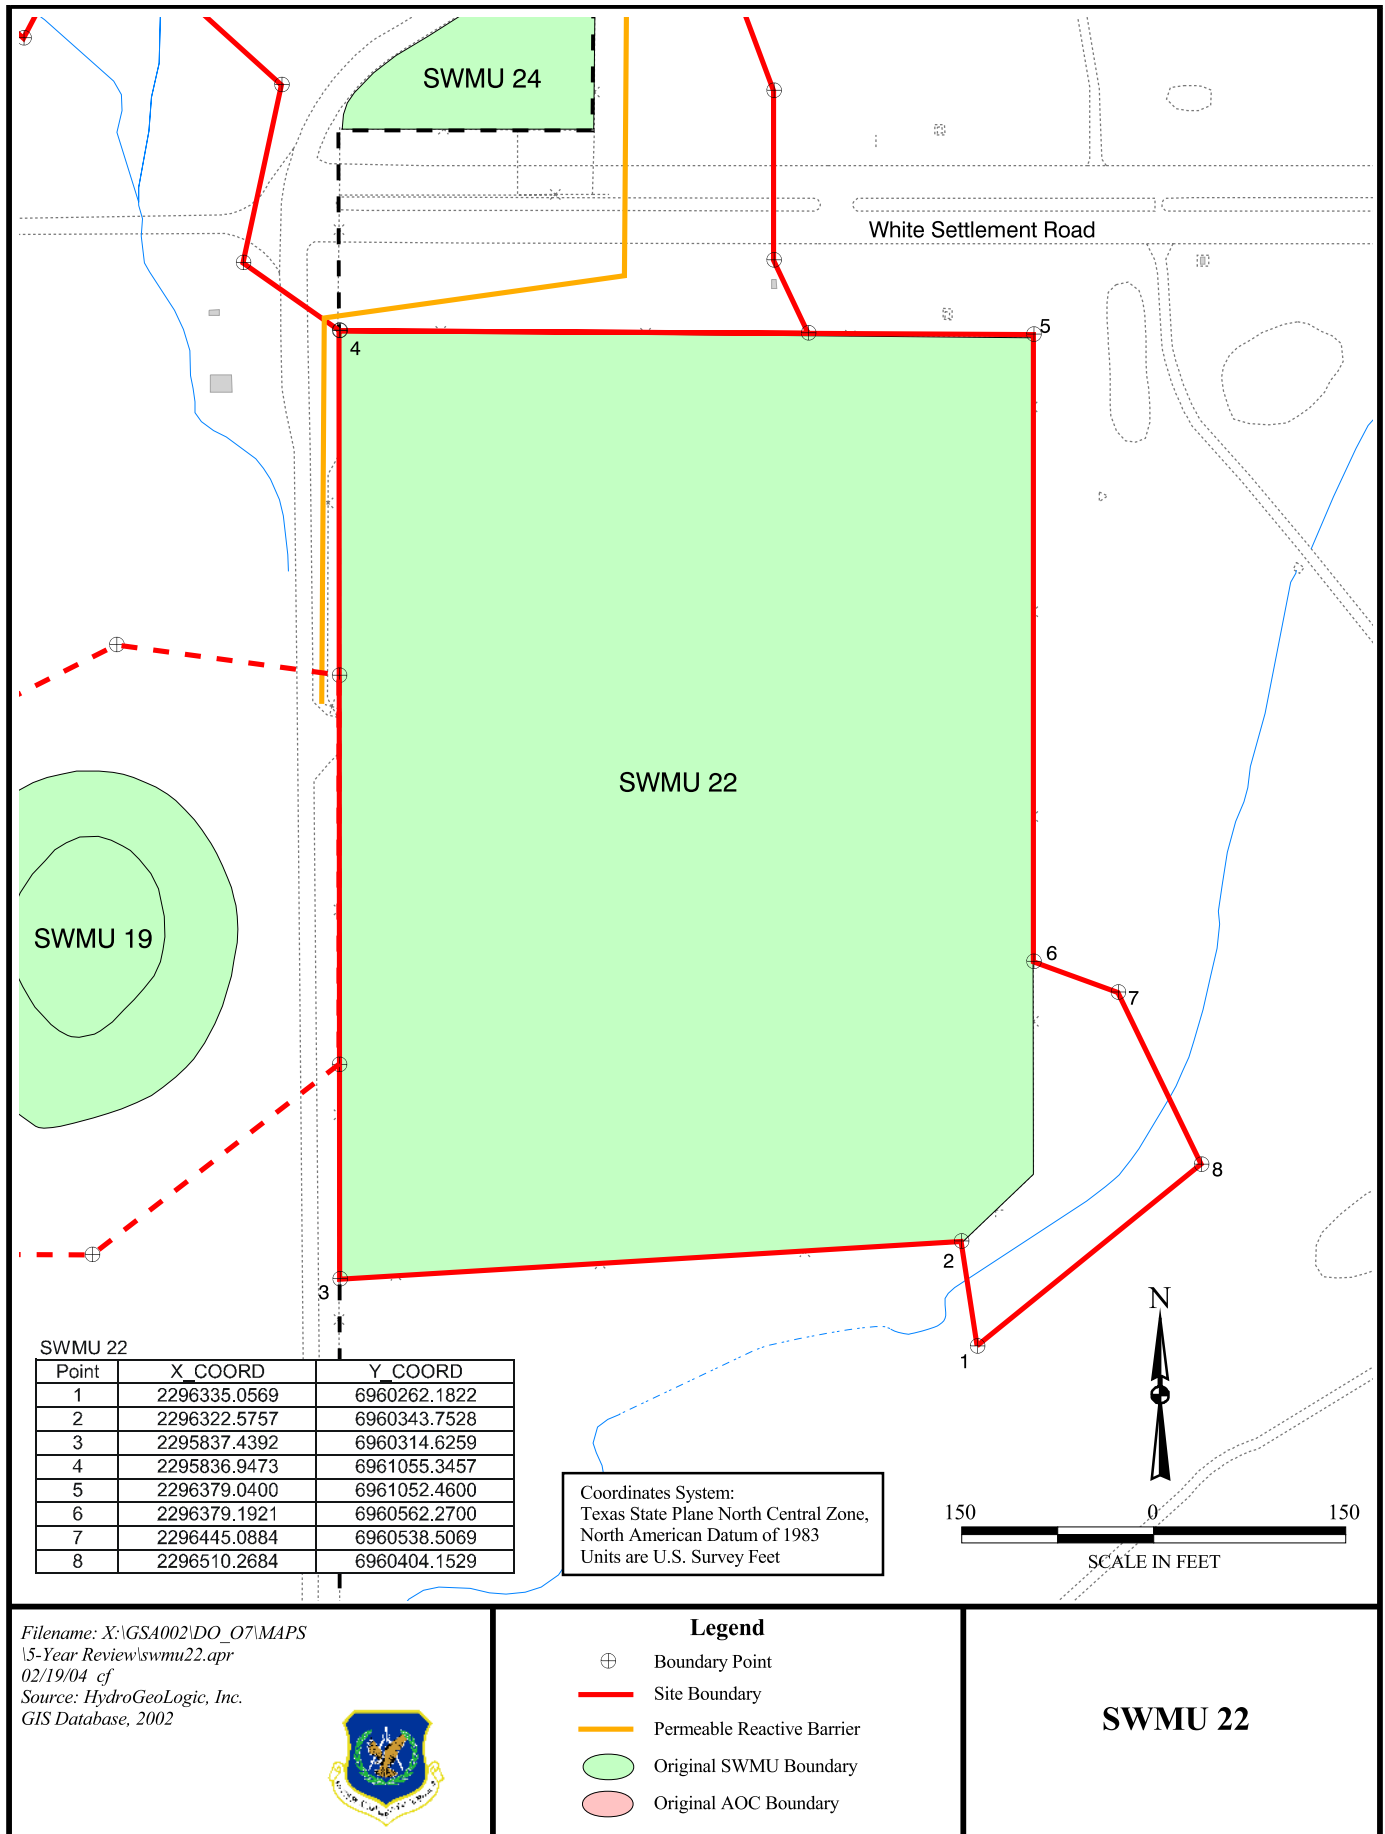 SWMU 24
White Settlement Road
4
5
SWMU 22
SWMU 19
6
7
8
2
3
1
N
SWMU 22
Point X_COORD Y_COORD
1 2296335.0569 6960262.1822
2 2296322.5757 6960343.7528
3 2295837.4392 6960314.6259
4 2295836.9473 6961055.3457
5 2296379.0400 6961052.4600
6 2296379.1921 6960562.2700
7 2296445.0884 6960538.5069
8 2296510.2684 6960404.1529
Coordinates System:
Texas State Plane North Central Zone,
North American Datum of 1983
Units are U.S. Survey Feet
150 0 150
SCALE IN FEET
Filename: X:\GSA002\DO_O7\MAPS
\5-Year Review\swmu22.apr
02/19/04 cf
Source: HydroGeoLogic, Inc.
GIS Database, 2002
Legend
Boundary Point
Site Boundary
Permeable Reactive Barrier
Original SWMU Boundary
Original AOC Boundary
SWMU 22